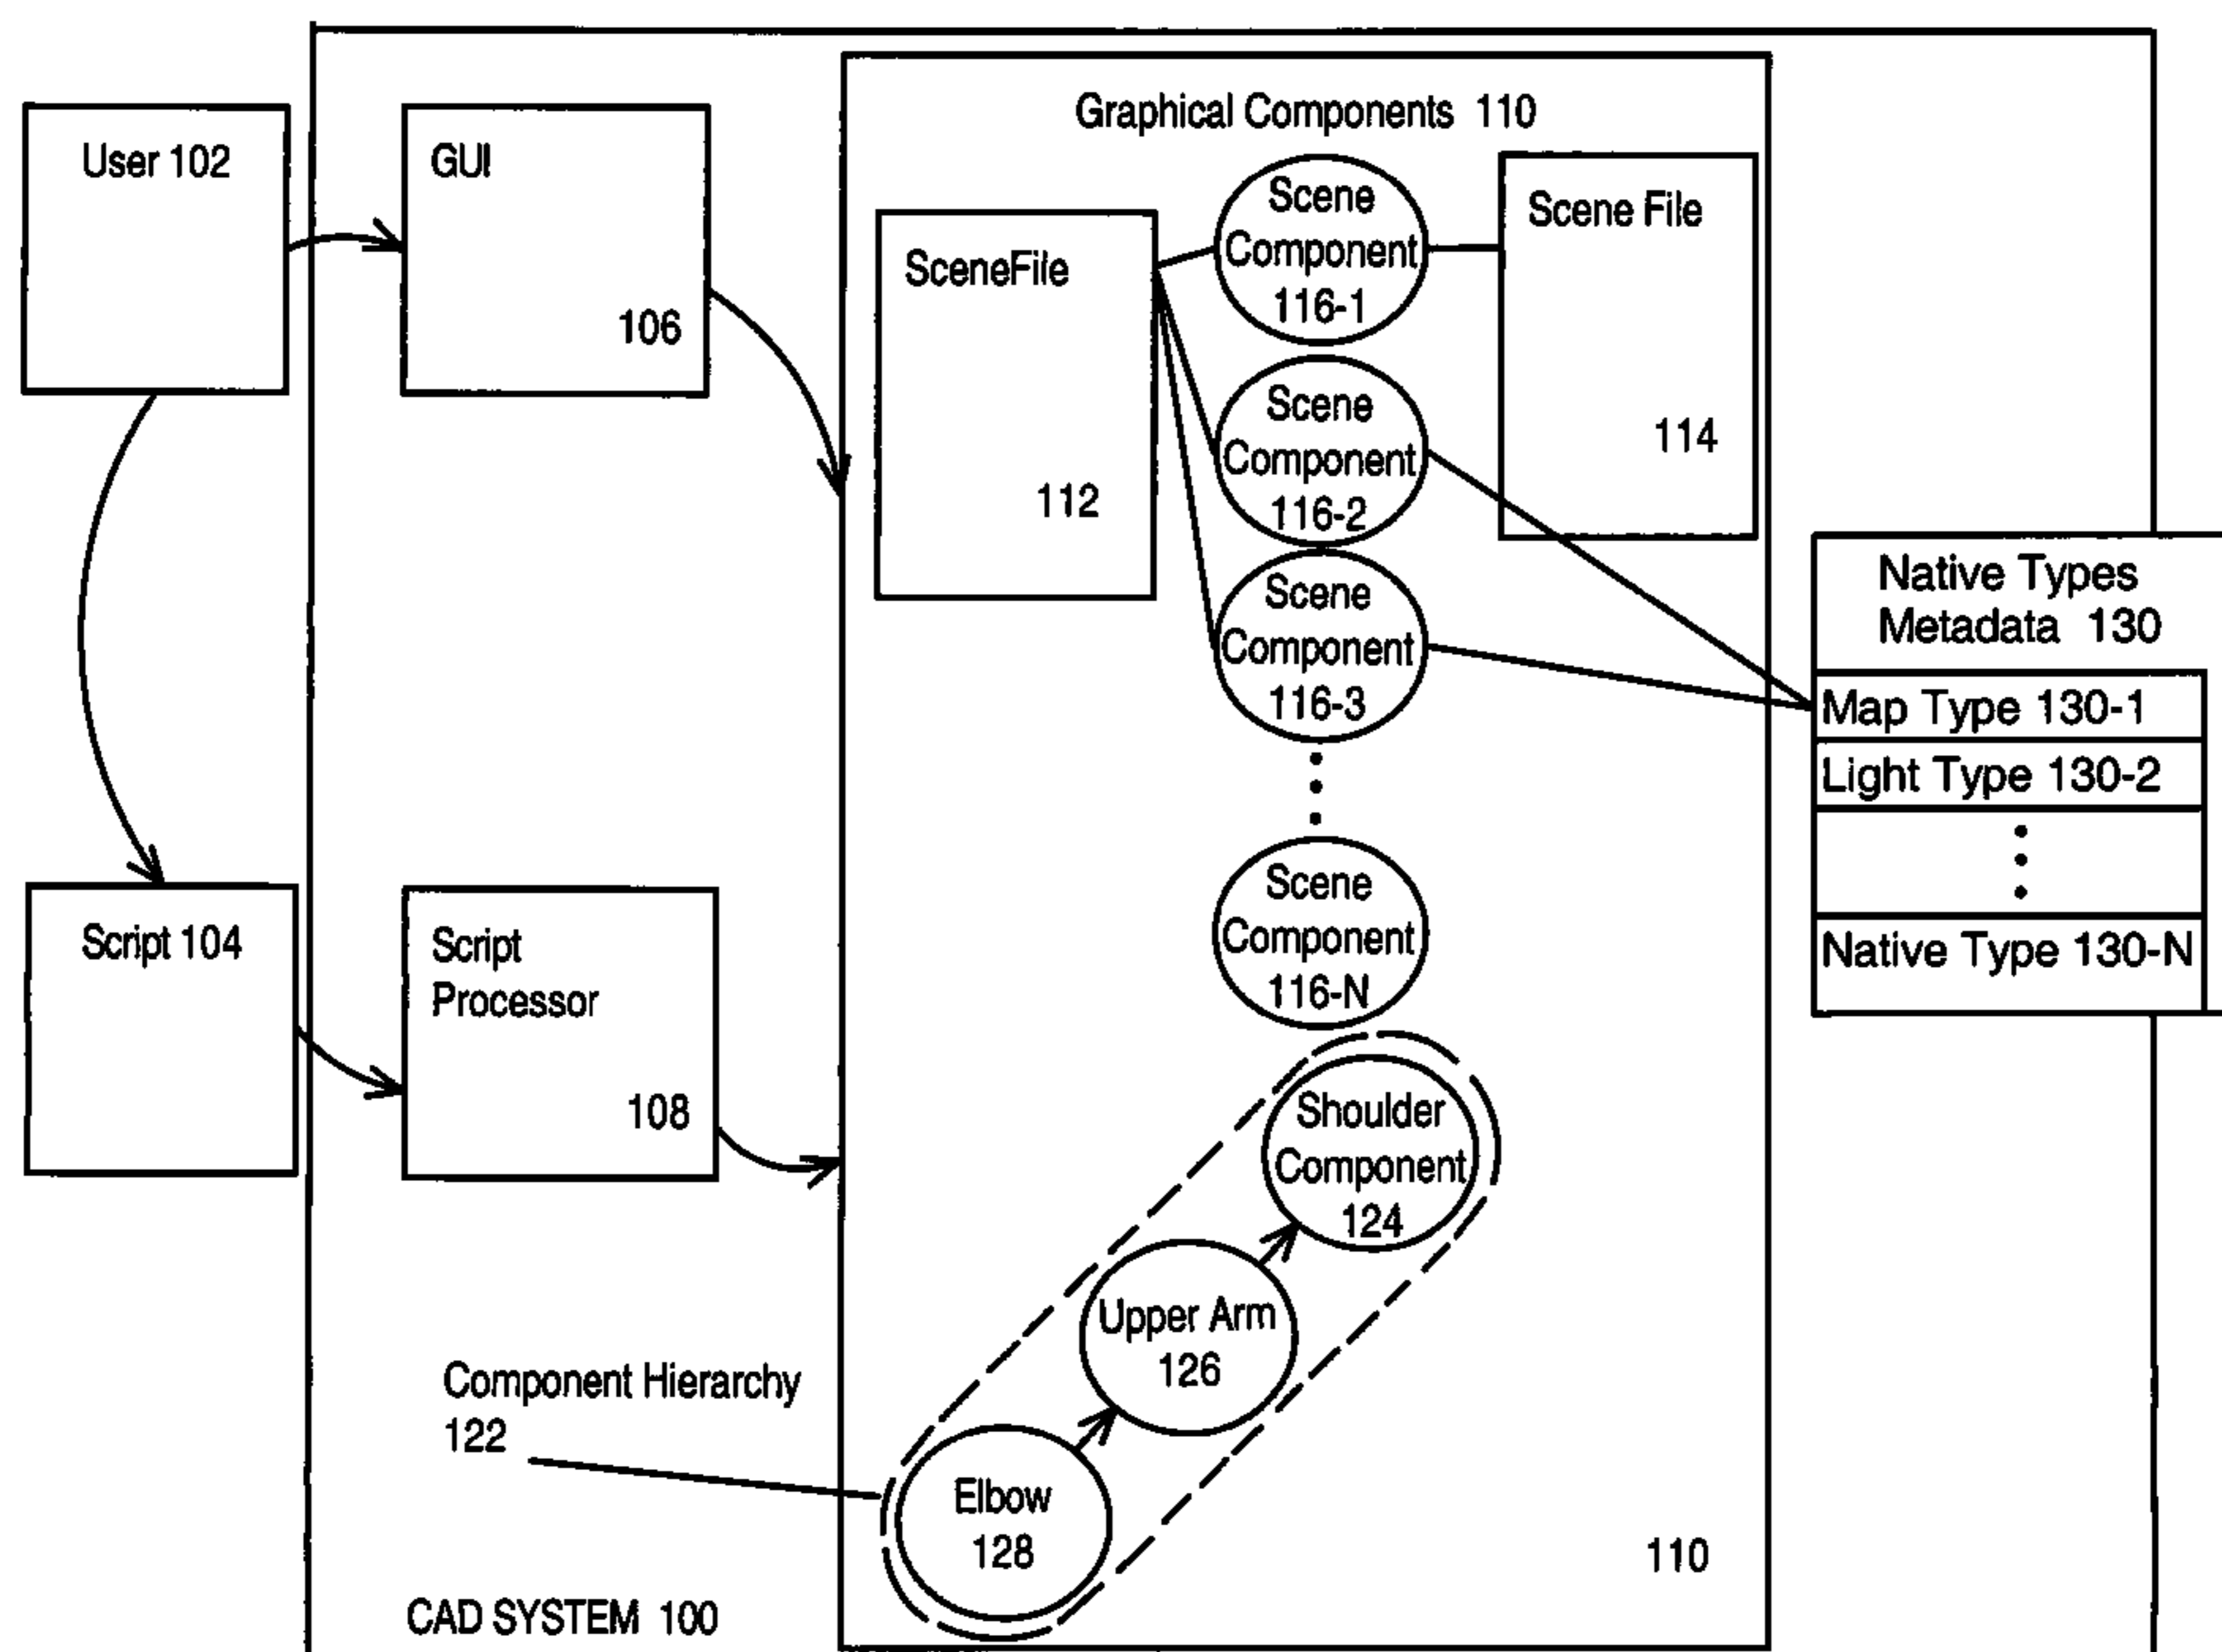 User 102
GUI
106
Graphical Components 110
SceneFile
112
Scene
Component
116-1
Scene File
114
Scene
Component
116-2
Scene
Component
116-3
Scene
Component
116-N
Native Types
Metadata 130
Map Type 130-1
Light Type 130-2
Native Type 130-N
Script 104
Script
Processor
108
Shoulder
Component
124
Upper Arm
126
Elbow
128
Component Hierarchy
122
110
CAD SYSTEM 100